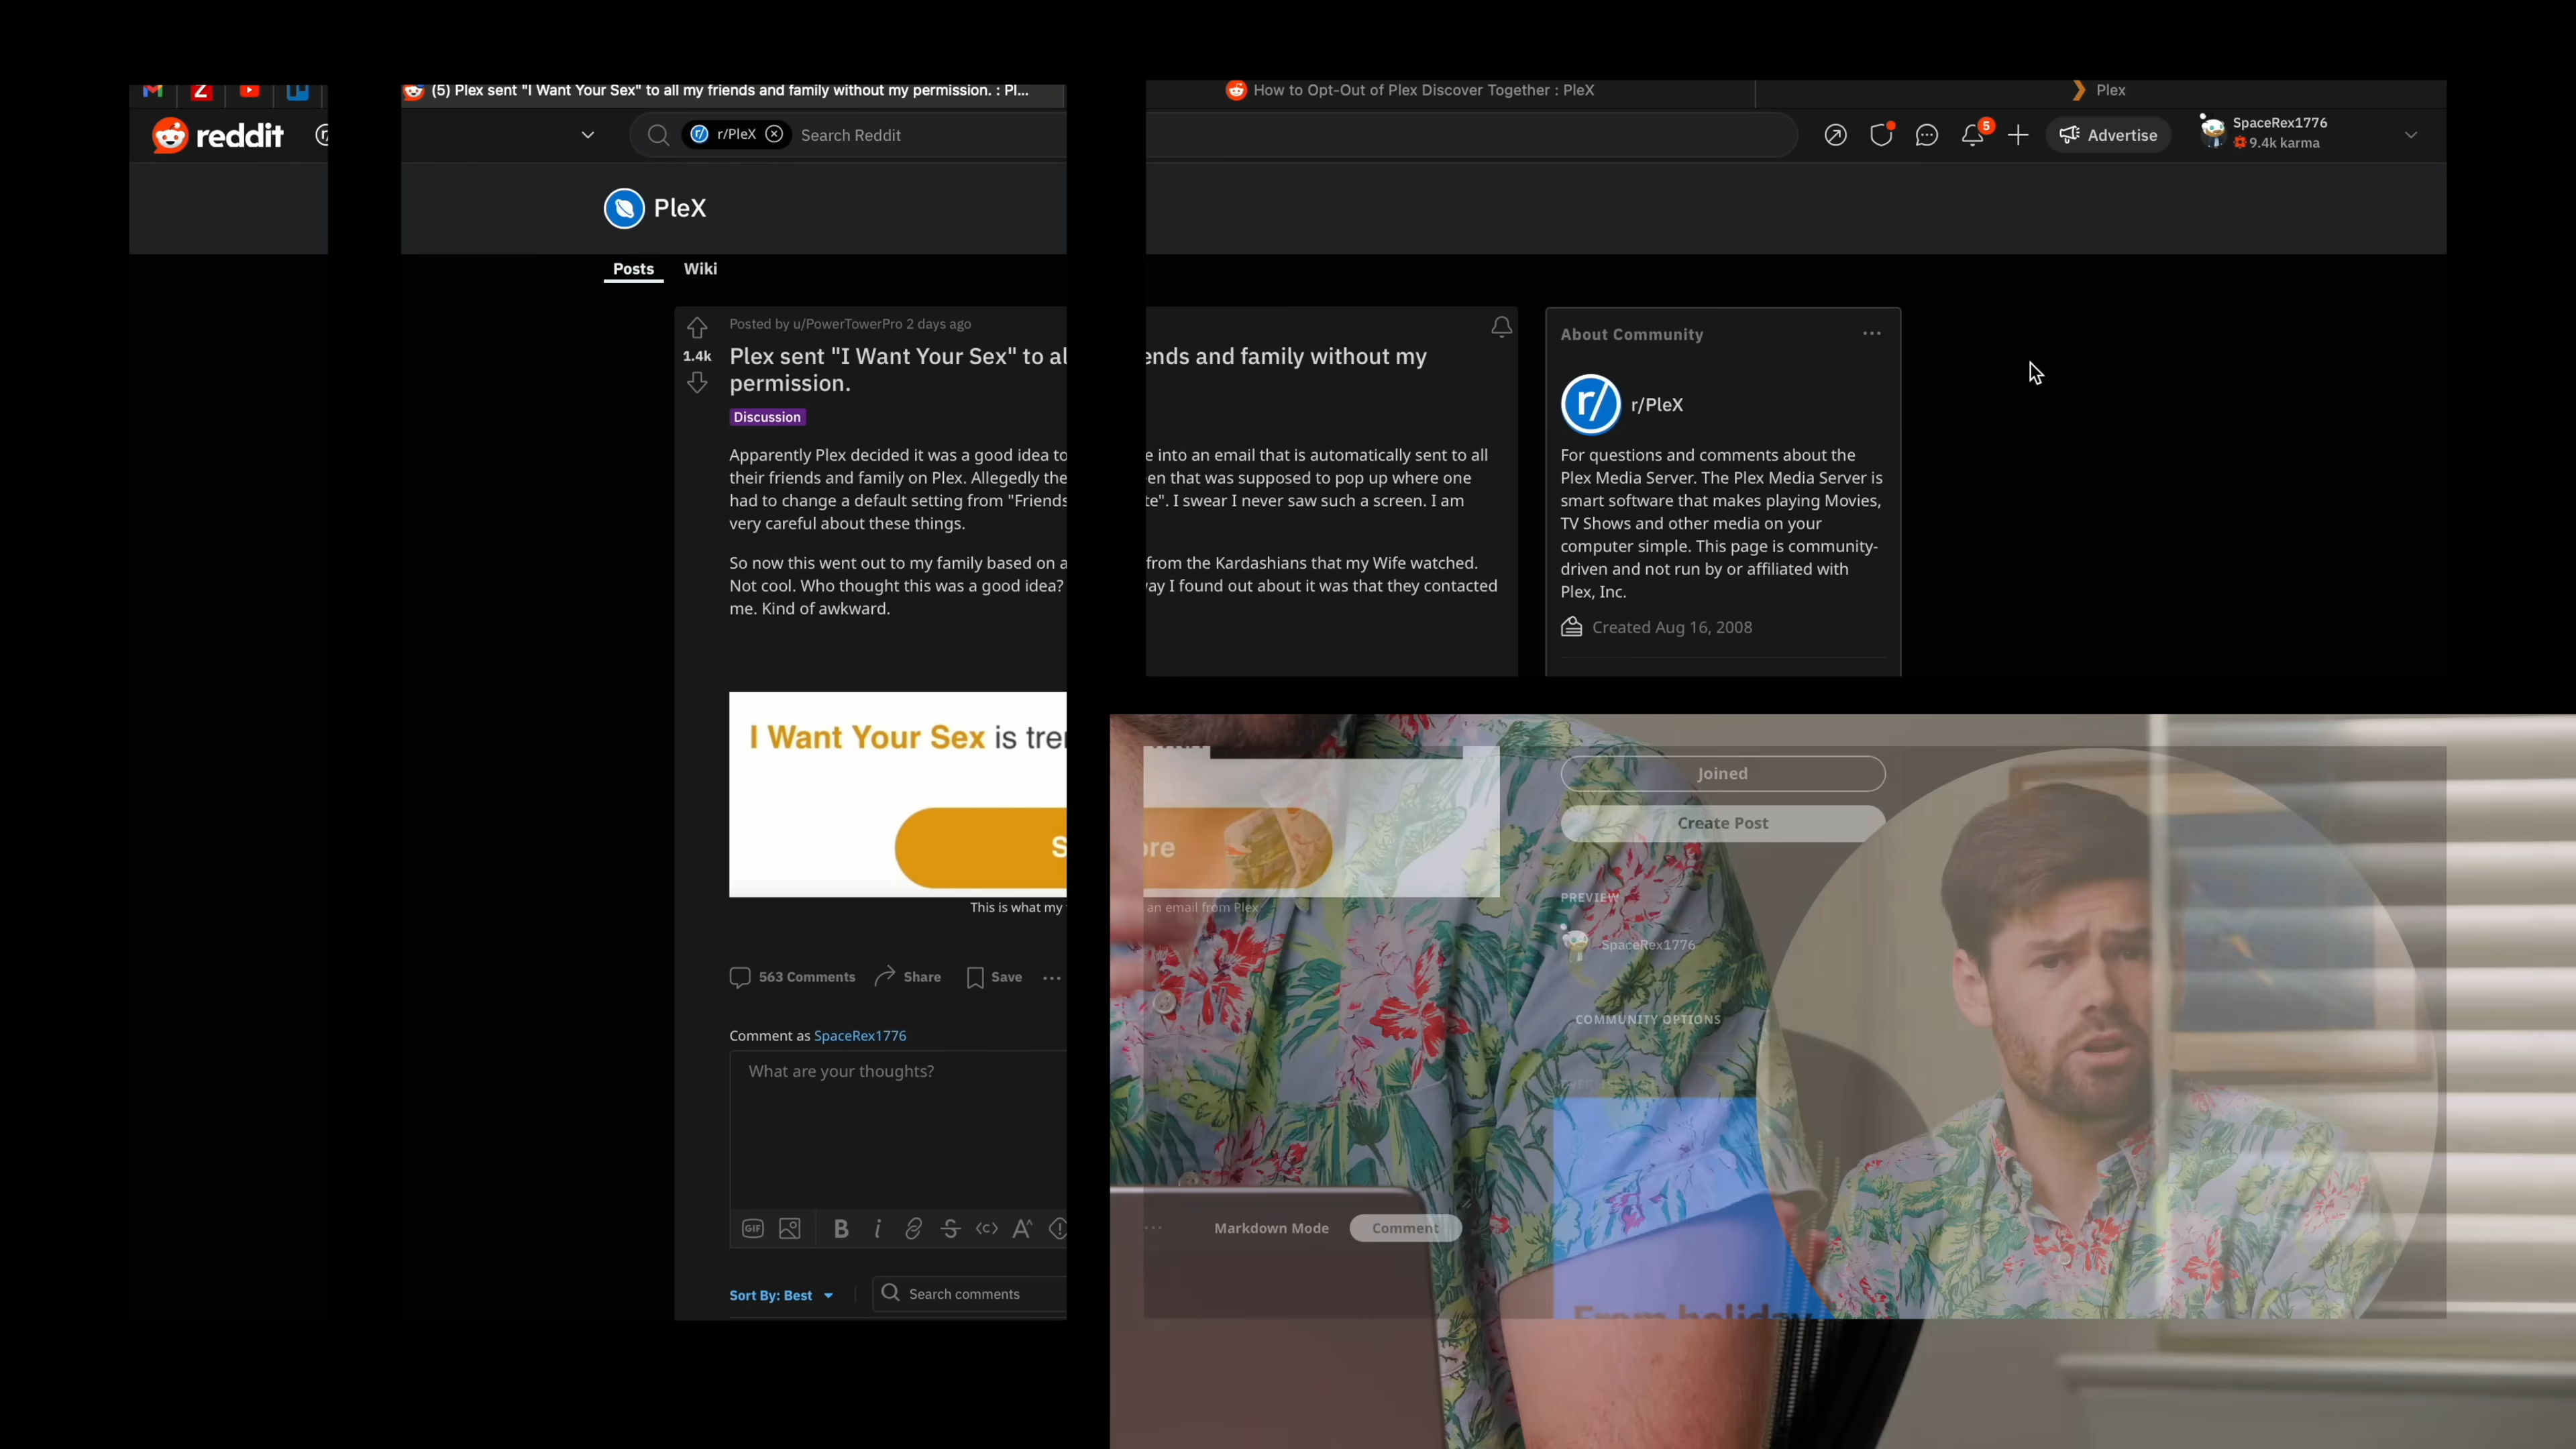 (5) Plex sent "I Want Your Sex" to all my friends and family without my permission. : Pl...
How to Opt-Out of Plex Discover Together : PleX
Plex
reddit
r/PleX
Search Reddit
5
Advertise
SpaceRex1776
9.4k karma
PleX
Posts
Wiki
Posted by u/PowerTowerPro 2 days ago
1.4k
Plex sent "I Want Your Sex" to al ends and family without my
permission.
Discussion
Apparently Plex decided it was a good idea to e into an email that is automatically sent to all
their friends and family on Plex. Allegedly the en that was supposed to pop up where one
had to change a default setting from "Friends te". I swear I never saw such a screen. I am
very careful about these things.
So now this went out to my family based on a from the Kardashians that my Wife watched.
Not cool. Who thought this was a good idea? ay I found out about it was that they contacted
me. Kind of awkward.
I Want Your Sex is tre
S ore
This is what my an email from Plex
563 Comments
Share
Save
Comment as SpaceRex1776
What are your thoughts?
GIF
B i
Markdown Mode
Comment
Sort By: Best
Search comments
About Community
r/PleX
For questions and comments about the
Plex Media Server. The Plex Media Server is
smart software that makes playing Movies,
TV Shows and other media on your
computer simple. This page is community-
driven and not run by or affiliated with
Plex, Inc.
Created Aug 16, 2008
Joined
Create Post
PREVIEW
SpaceRex1776
COMMUNITY OPTIONS
From holiday